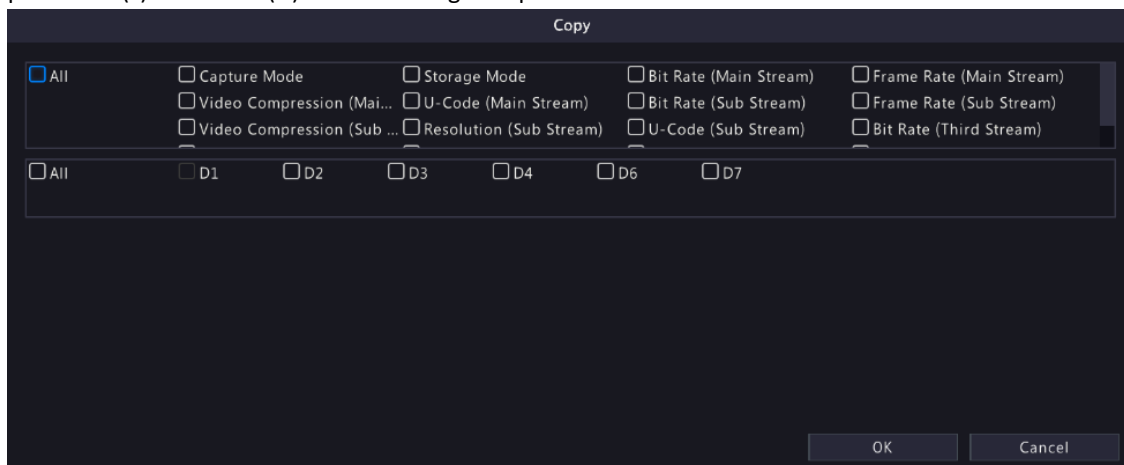 Copy
All Capture Mode Storage Mode Bit Rate (Main Stream) Frame Rate (Main Stream)
Video Compression (Mai... U-Code (Main Stream) Bit Rate (Sub Stream) Frame Rate (Sub Stream)
Video Compression (Sub ... Resolution (Sub Stream) U-Code (Sub Stream) Bit Rate (Third Stream)
All D1 D2 D3 D4 D6 D7
OK Cancel